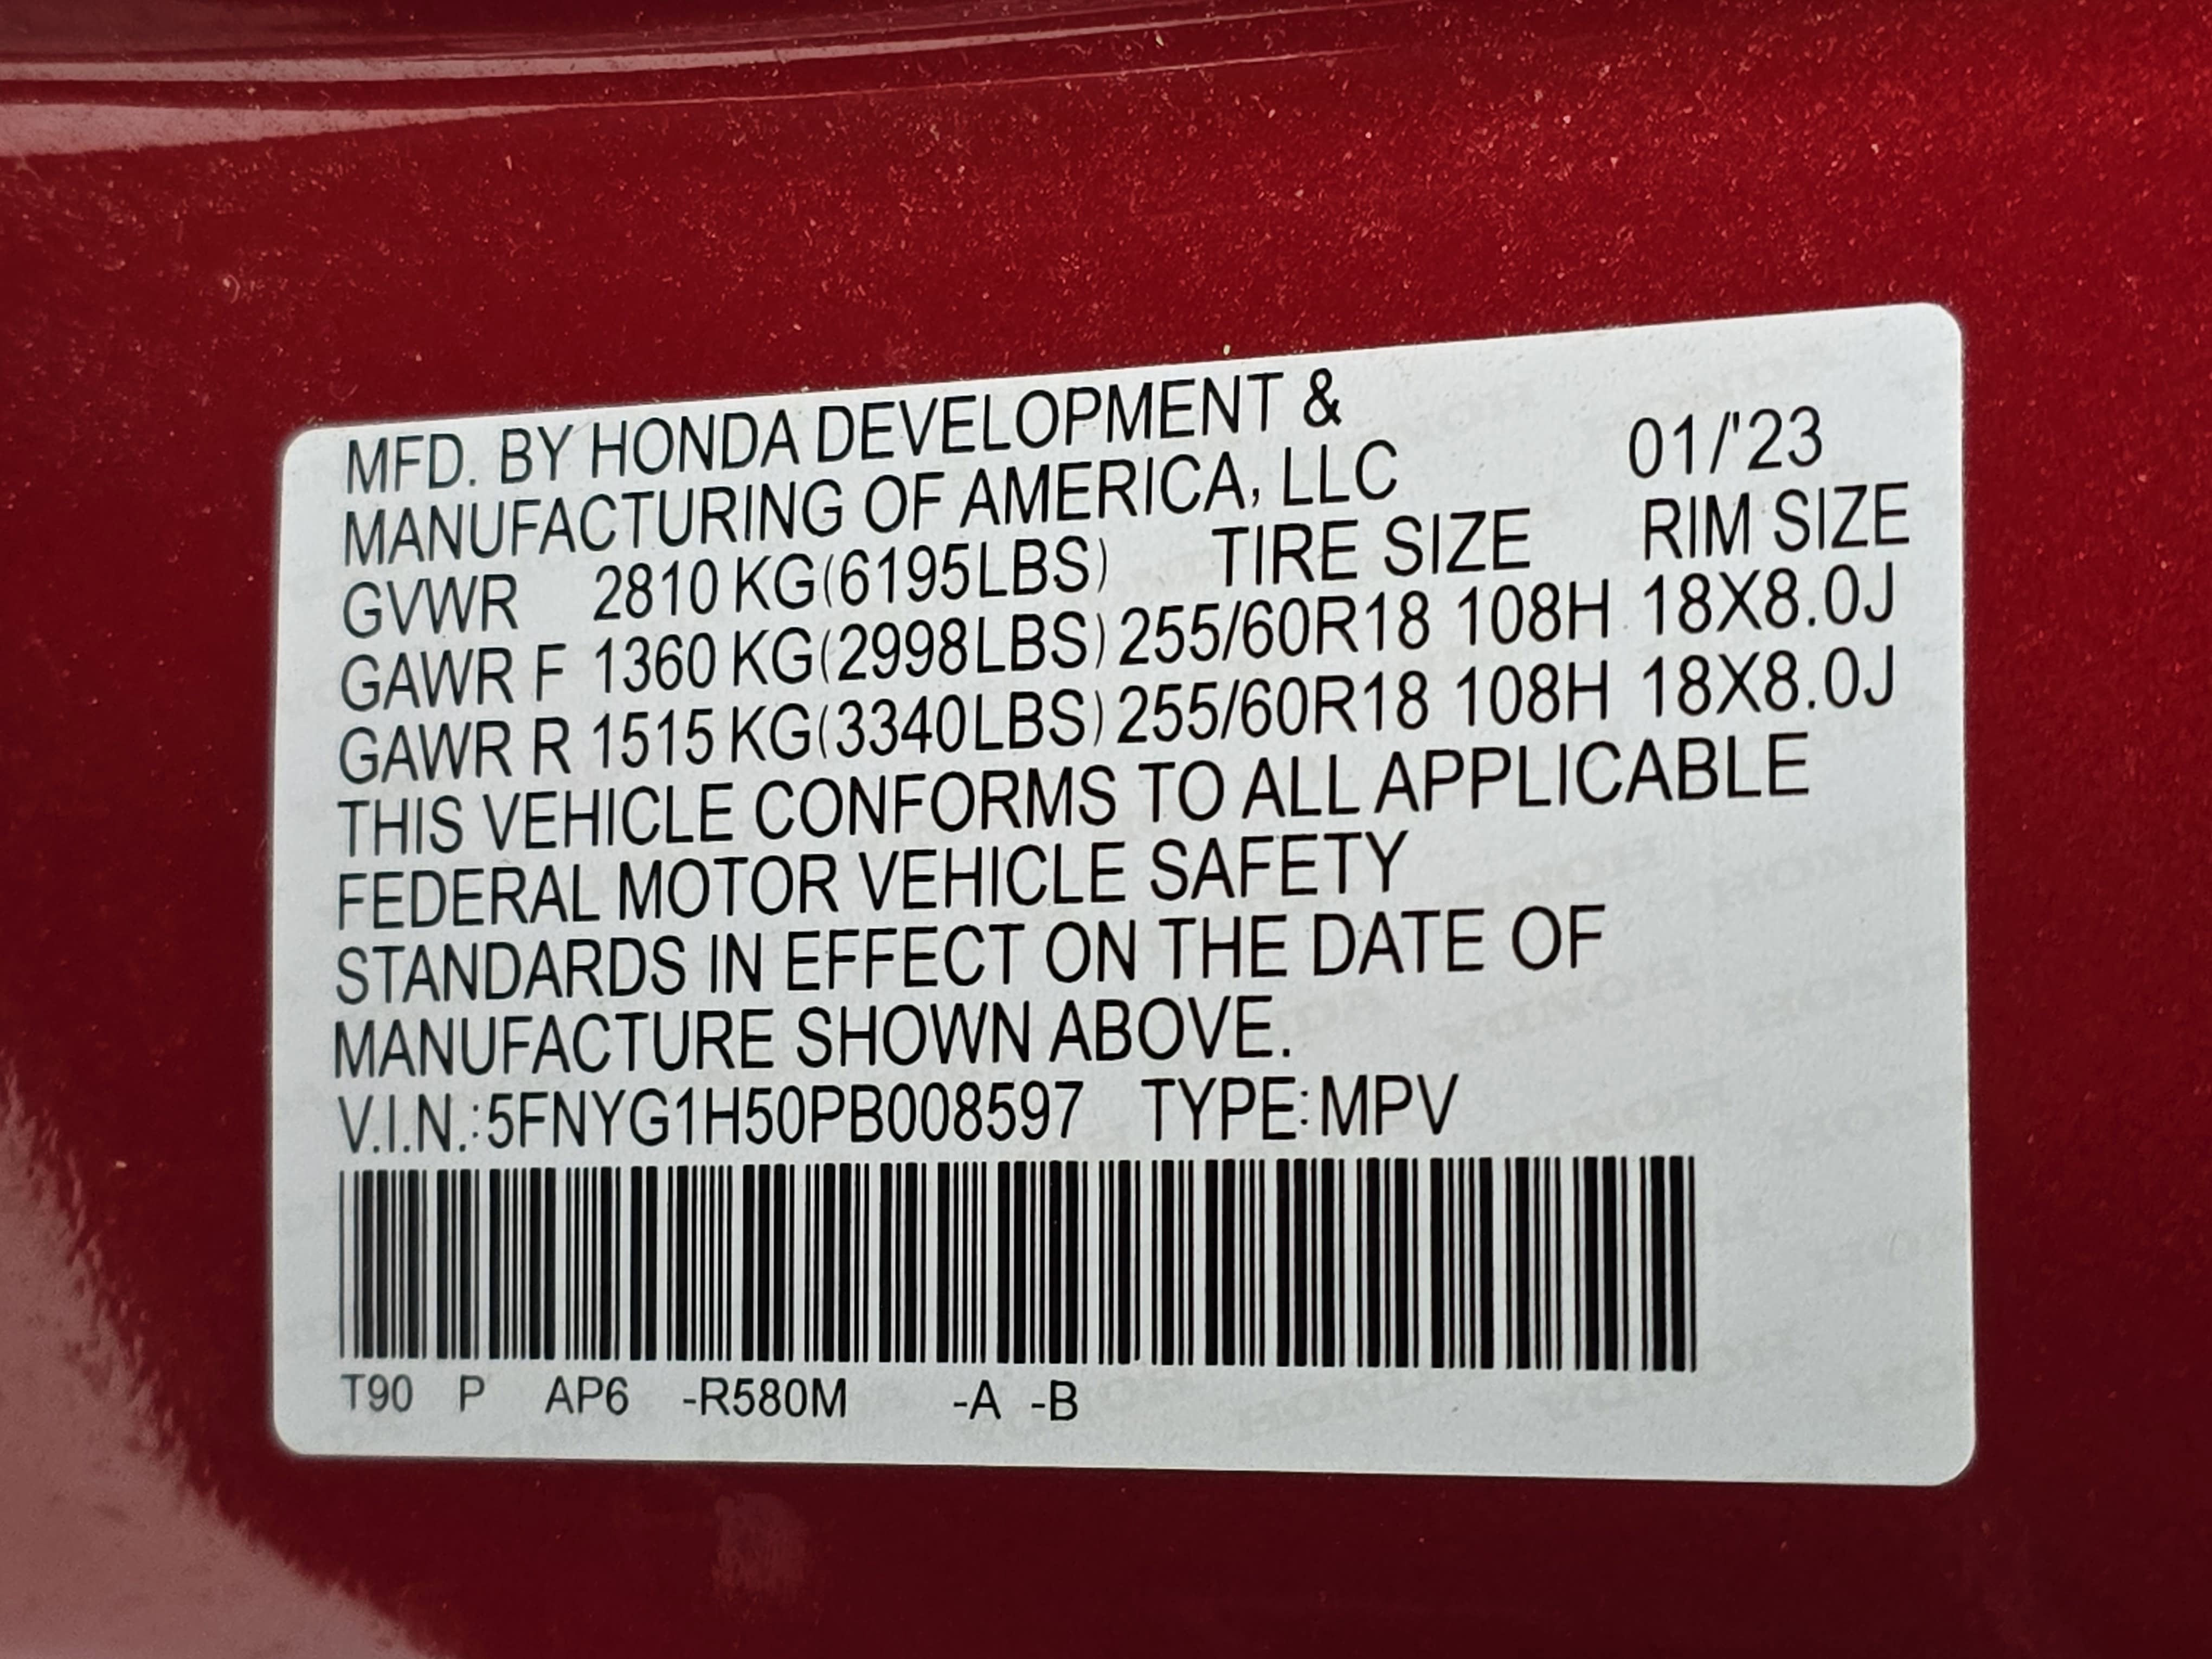 MFD. BY HONDA DEVELOPMENT &
MANUFACTURING OF AMERICA, LLC 01/'23
GVWR 2810 KG(6195LBS) TIRE SIZE RIM SIZE
GAWR F 1360 KG(2998LBS) 255/60R18 108H 18X8.0J
GAWR R 1515 KG(3340LBS) 255/60R18 108H 18X8.0J
THIS VEHICLE CONFORMS TO ALL APPLICABLE
FEDERAL MOTOR VEHICLE SAFETY
STANDARDS IN EFFECT ON THE DATE OF
MANUFACTURE SHOWN ABOVE.
V.I.N.:5FNYG1H50PB008597 TYPE:MPV
T90 P AP6 -R580M -A -B